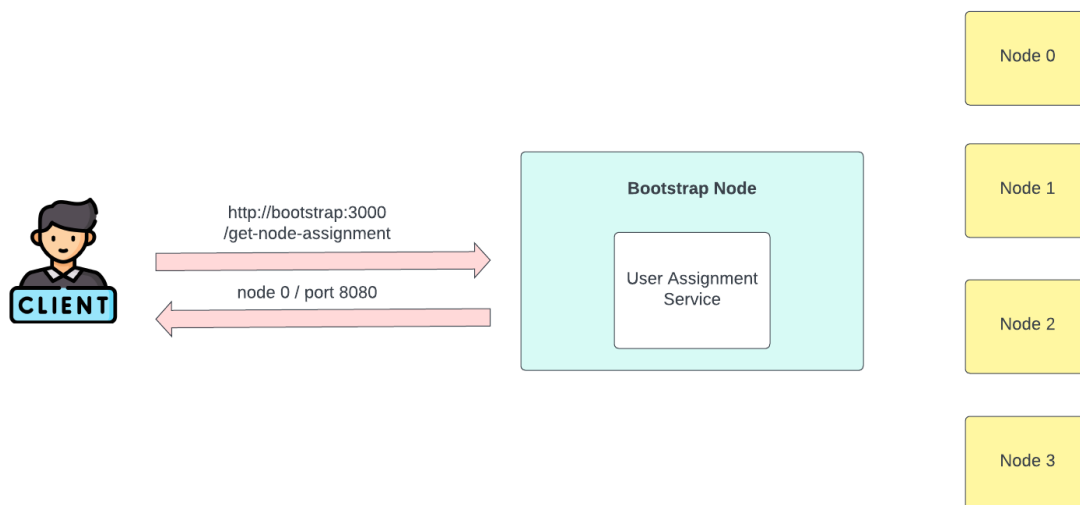 Node 0
Node 1
Bootstrap Node
http://bootstrap:3000
/get-node-assignment
User Assignment
Service
node 0 / port 8080
CLIENT
Node 2
Node 3